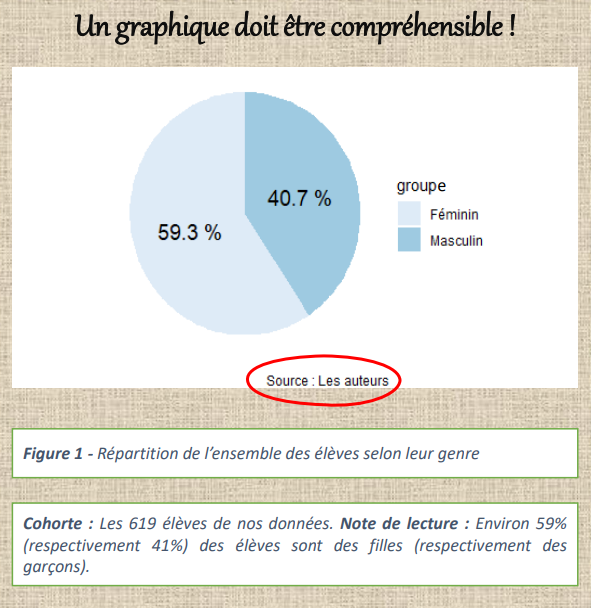 Un graphique doit être compréhensible !
40.7 %
59.3 %
groupe
Féminin
Masculin
Source : Les auteurs
Figure 1 - Répartition de l'ensemble des élèves selon leur genre
Cohorte : Les 619 élèves de nos données. Note de lecture : Environ 59%
(respectivement 41%) des élèves sont des filles (respectivement des
garçons).